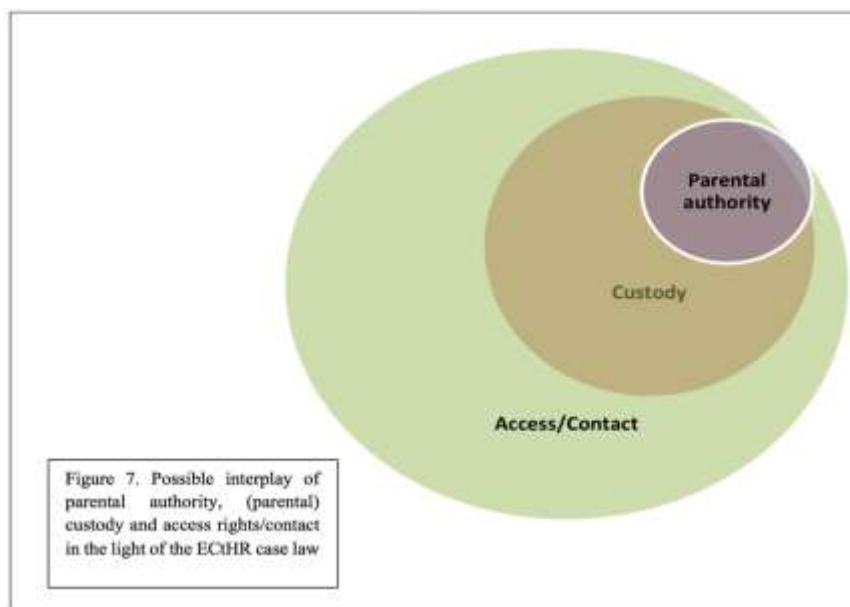 Parental
authority
Custody
Access/Contact
Figure 7. Possible interplay of
parental authority, (parental)
custody and access rights/contact
in the light of the ECtHR case law